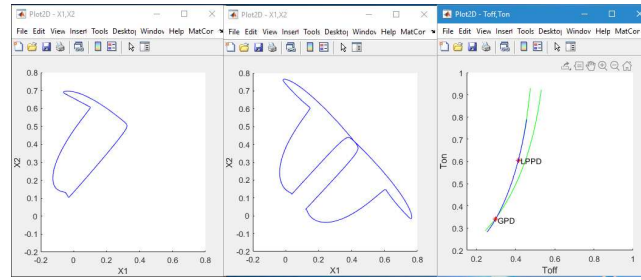 Plot2D - X1,X2
File Edit View Insert Tools Desktop Window Help MatCont
0.8
0.7
0.6
0.5
0.4
0.3
0.2
0.1
0
-0.1
-0.2
X2
-0.2 0 0.2 0.4 0.6 0.8
X1
Plot2D - X1,X2
File Edit View Insert Tools Desktop Window Help MatCor
0.8
0.7
0.6
0.5
0.4
0.3
0.2
0.1
0
-0.1
-0.2
X2
-0.2 0 0.2 0.4 0.6 0.8
X1
Plot2D - Toff,Ton
File Edit View Insert Tools Desktop Window Help MatCor
1
0.9
0.8
0.7
0.6
0.5
0.4
0.3
0.2
Ton
LPPD
GPD
0.2 0.4 0.6 0.8 1
Toff